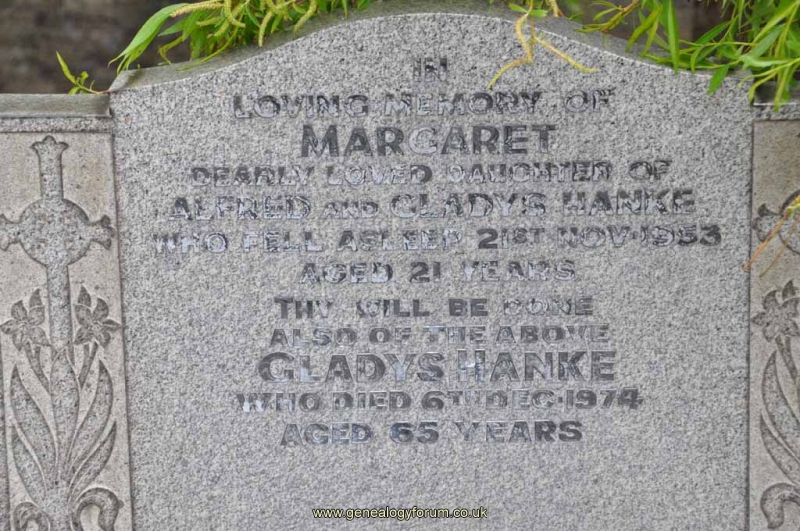 IN
LOVING MEMORY OF
MARGARET
DEARLY LOVED DAUGHTER OF
ALFRED AND GLADYS HANKE
WHO FELL ASLEEP 21ST NOV·1953
AGED 21 YEARS
THY WILL BE DONE
ALSO OF THE ABOVE
GLADYS HANKE
WHO DIED 6TH DEC·1974
AGED 65 YEARS
www.genealogyforum.co.uk